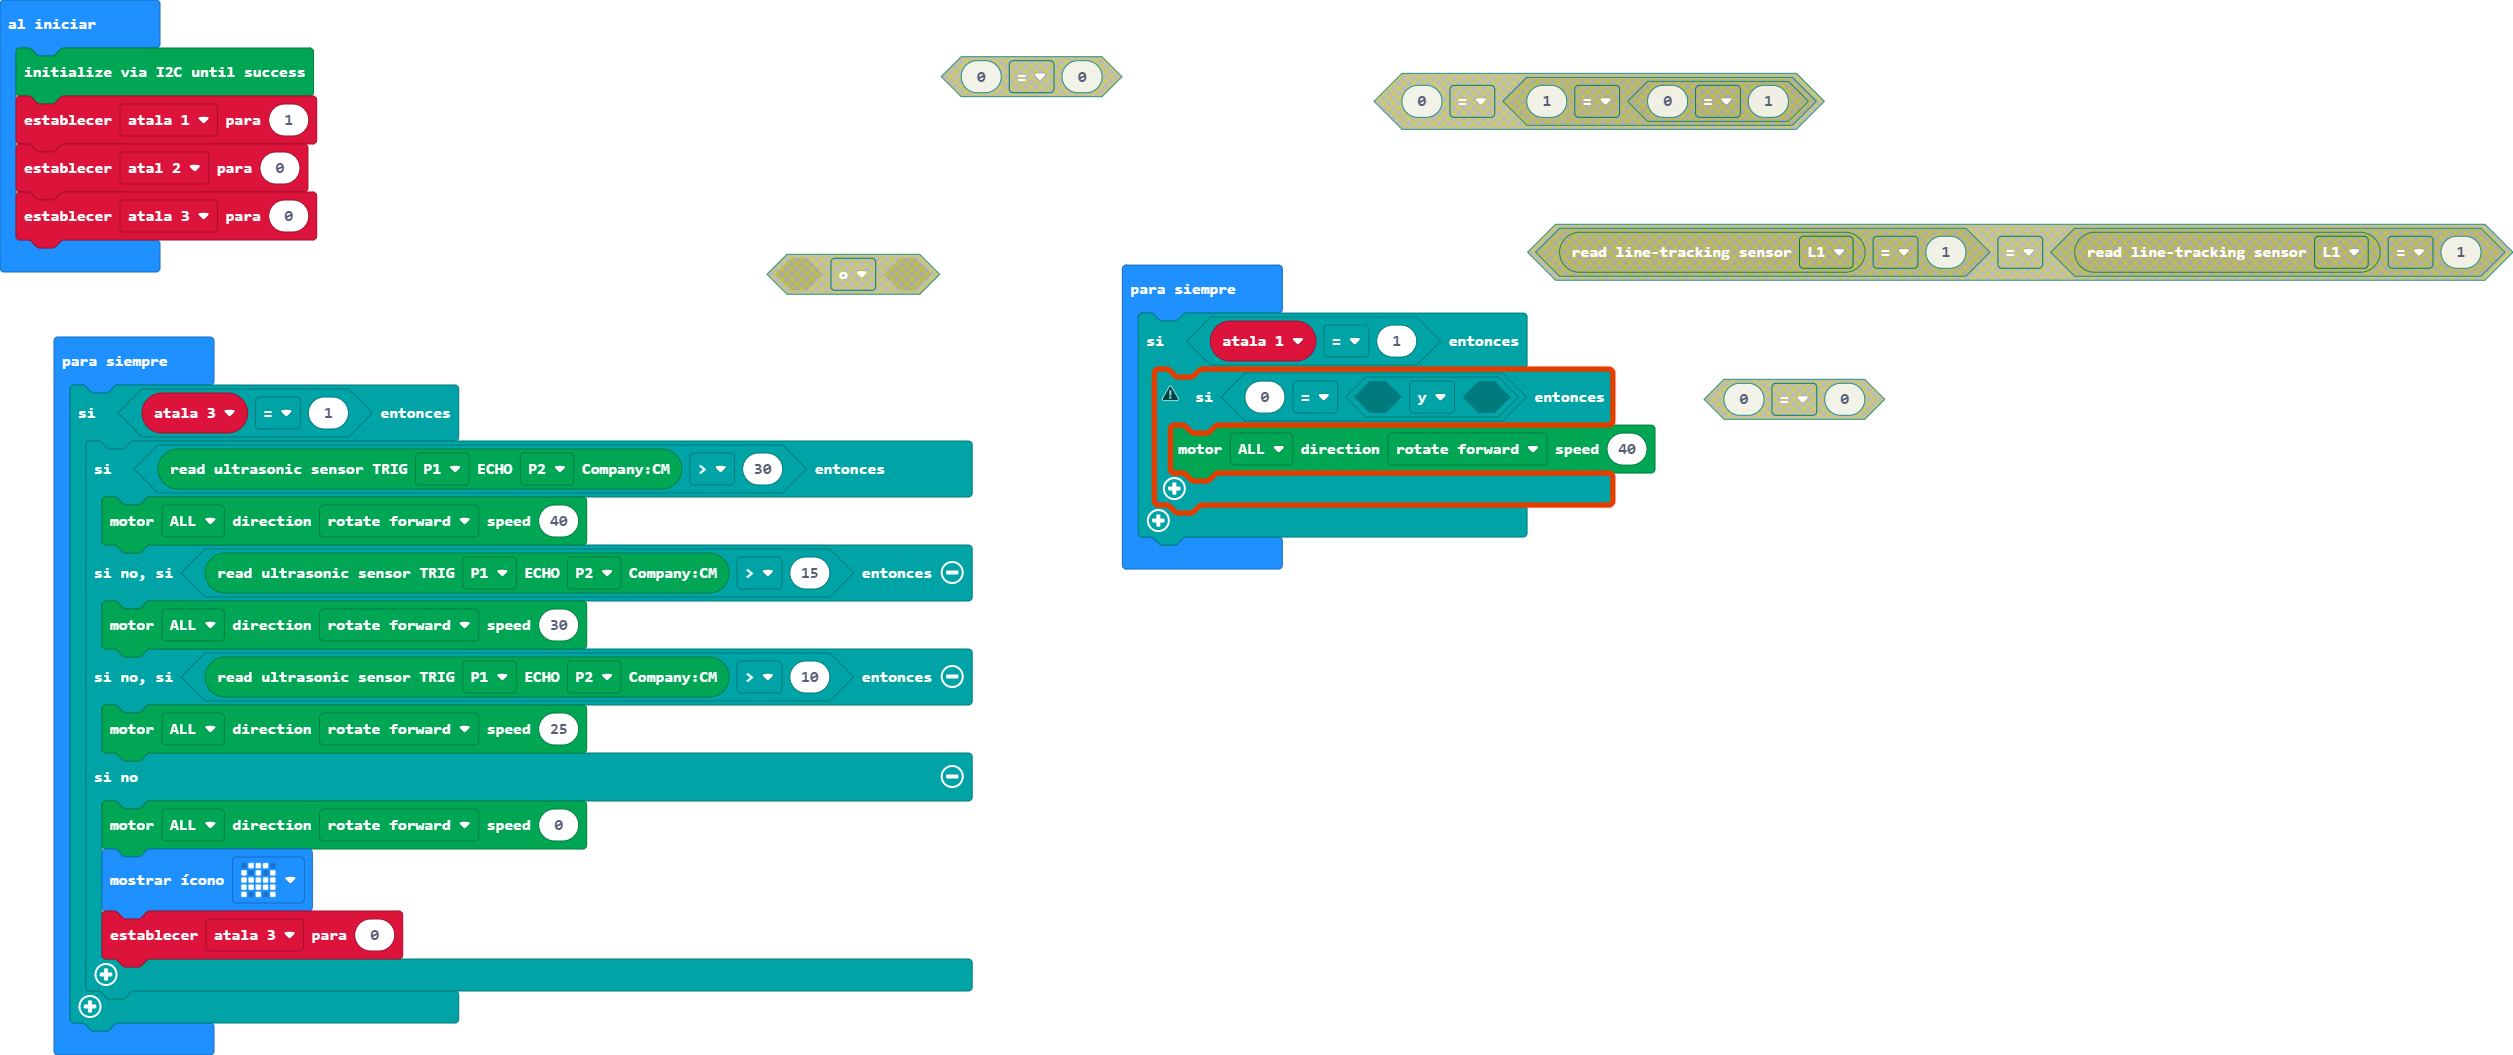 al iniciar
initialize via I2C until success
establecer atala 1 para 1
establecer atal 2 para 0
establecer atala 3 para 0
0 = 0
0 = 1 = 0 = 1
o
read line-tracking sensor L1 = 1 = read line-tracking sensor L1 = 1
para siempre
si atala 3 = 1 entonces
si read ultrasonic sensor TRIG P1 ECHO P2 Company:CM > 30 entonces
motor ALL direction rotate forward speed 40
si no, si read ultrasonic sensor TRIG P1 ECHO P2 Company:CM > 15 entonces
motor ALL direction rotate forward speed 30
si no, si read ultrasonic sensor TRIG P1 ECHO P2 Company:CM > 10 entonces
motor ALL direction rotate forward speed 25
si no
motor ALL direction rotate forward speed 0
mostrar ícono
establecer atala 3 para 0
para siempre
si atala 1 = 1 entonces
si 0 = y entonces
motor ALL direction rotate forward speed 40
0 = 0